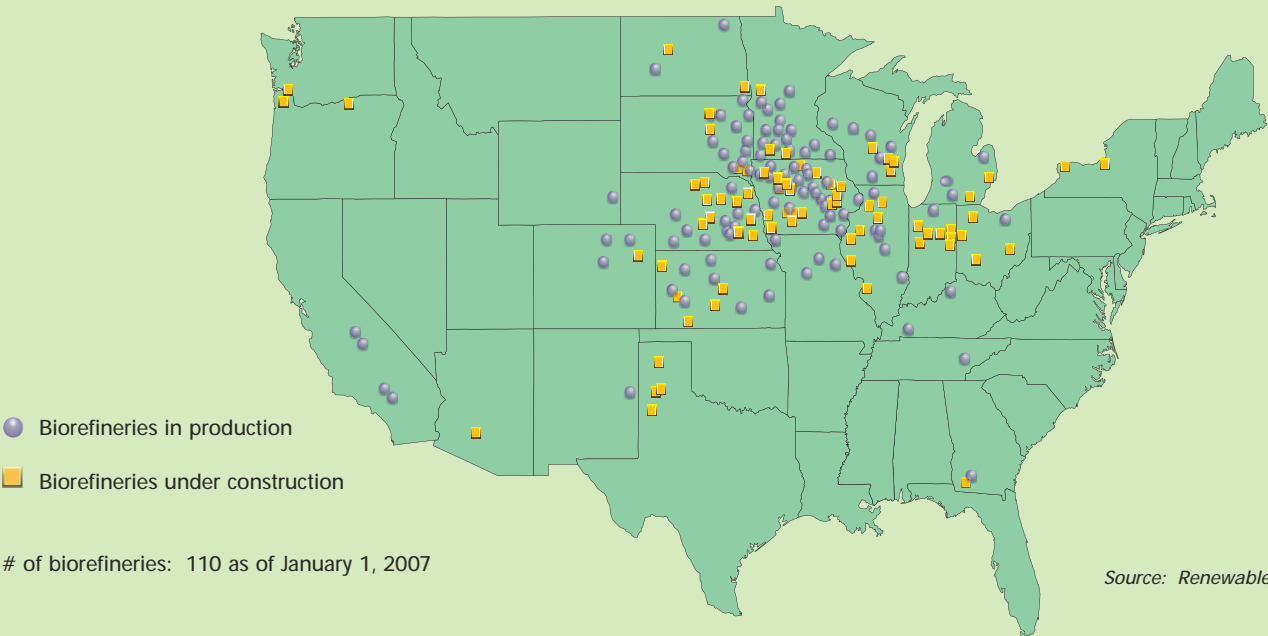 Biorefineries in production
Biorefineries under construction
# of biorefineries: 110 as of January 1, 2007
Source: Renewable